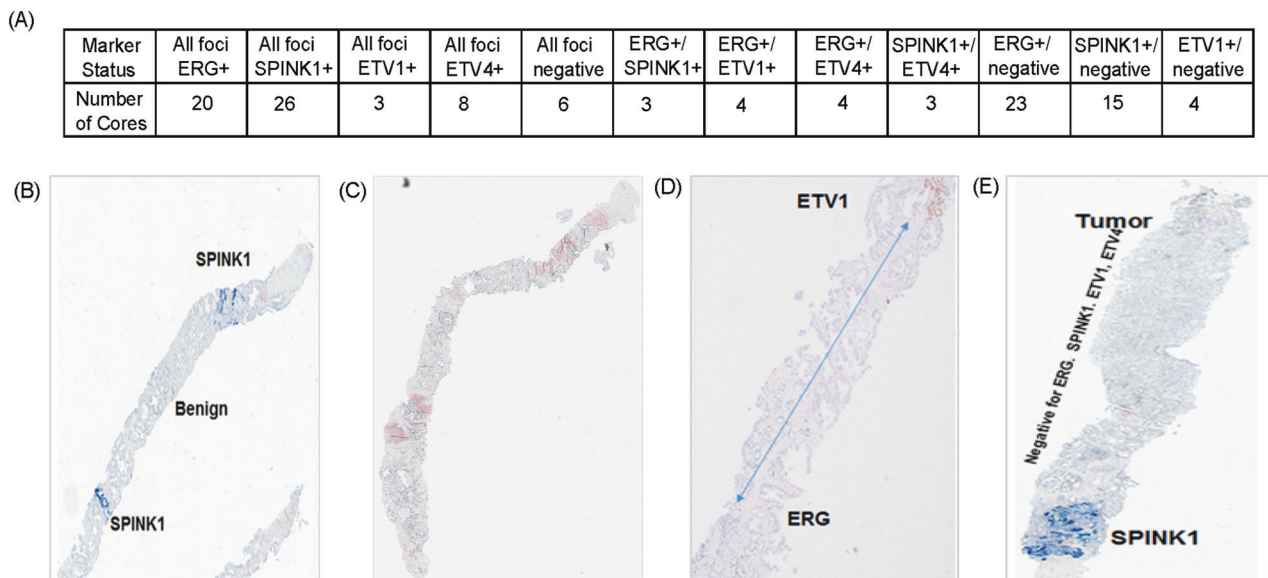 (A)
Marker Status | All foci ERG+ | All foci SPINK1+ | All foci ETV1+ | All foci ETV4+ | All foci negative | ERG+/ SPINK1+ | ERG+/ ETV1+ | ERG+/ ETV4+ | SPINK1+/ ETV4+ | ERG+/ negative | SPINK1+/ negative | ETV1+/ negative
Number of Cores | 20 | 26 | 3 | 8 | 6 | 3 | 4 | 4 | 3 | 23 | 15 | 4
(B)
SPINK1
Benign
SPINK1
(C)
(D)
ETV1
ERG
(E)
Tumor
Negative for ERG. SPINK1. ETV1, ETV4
SPINK1